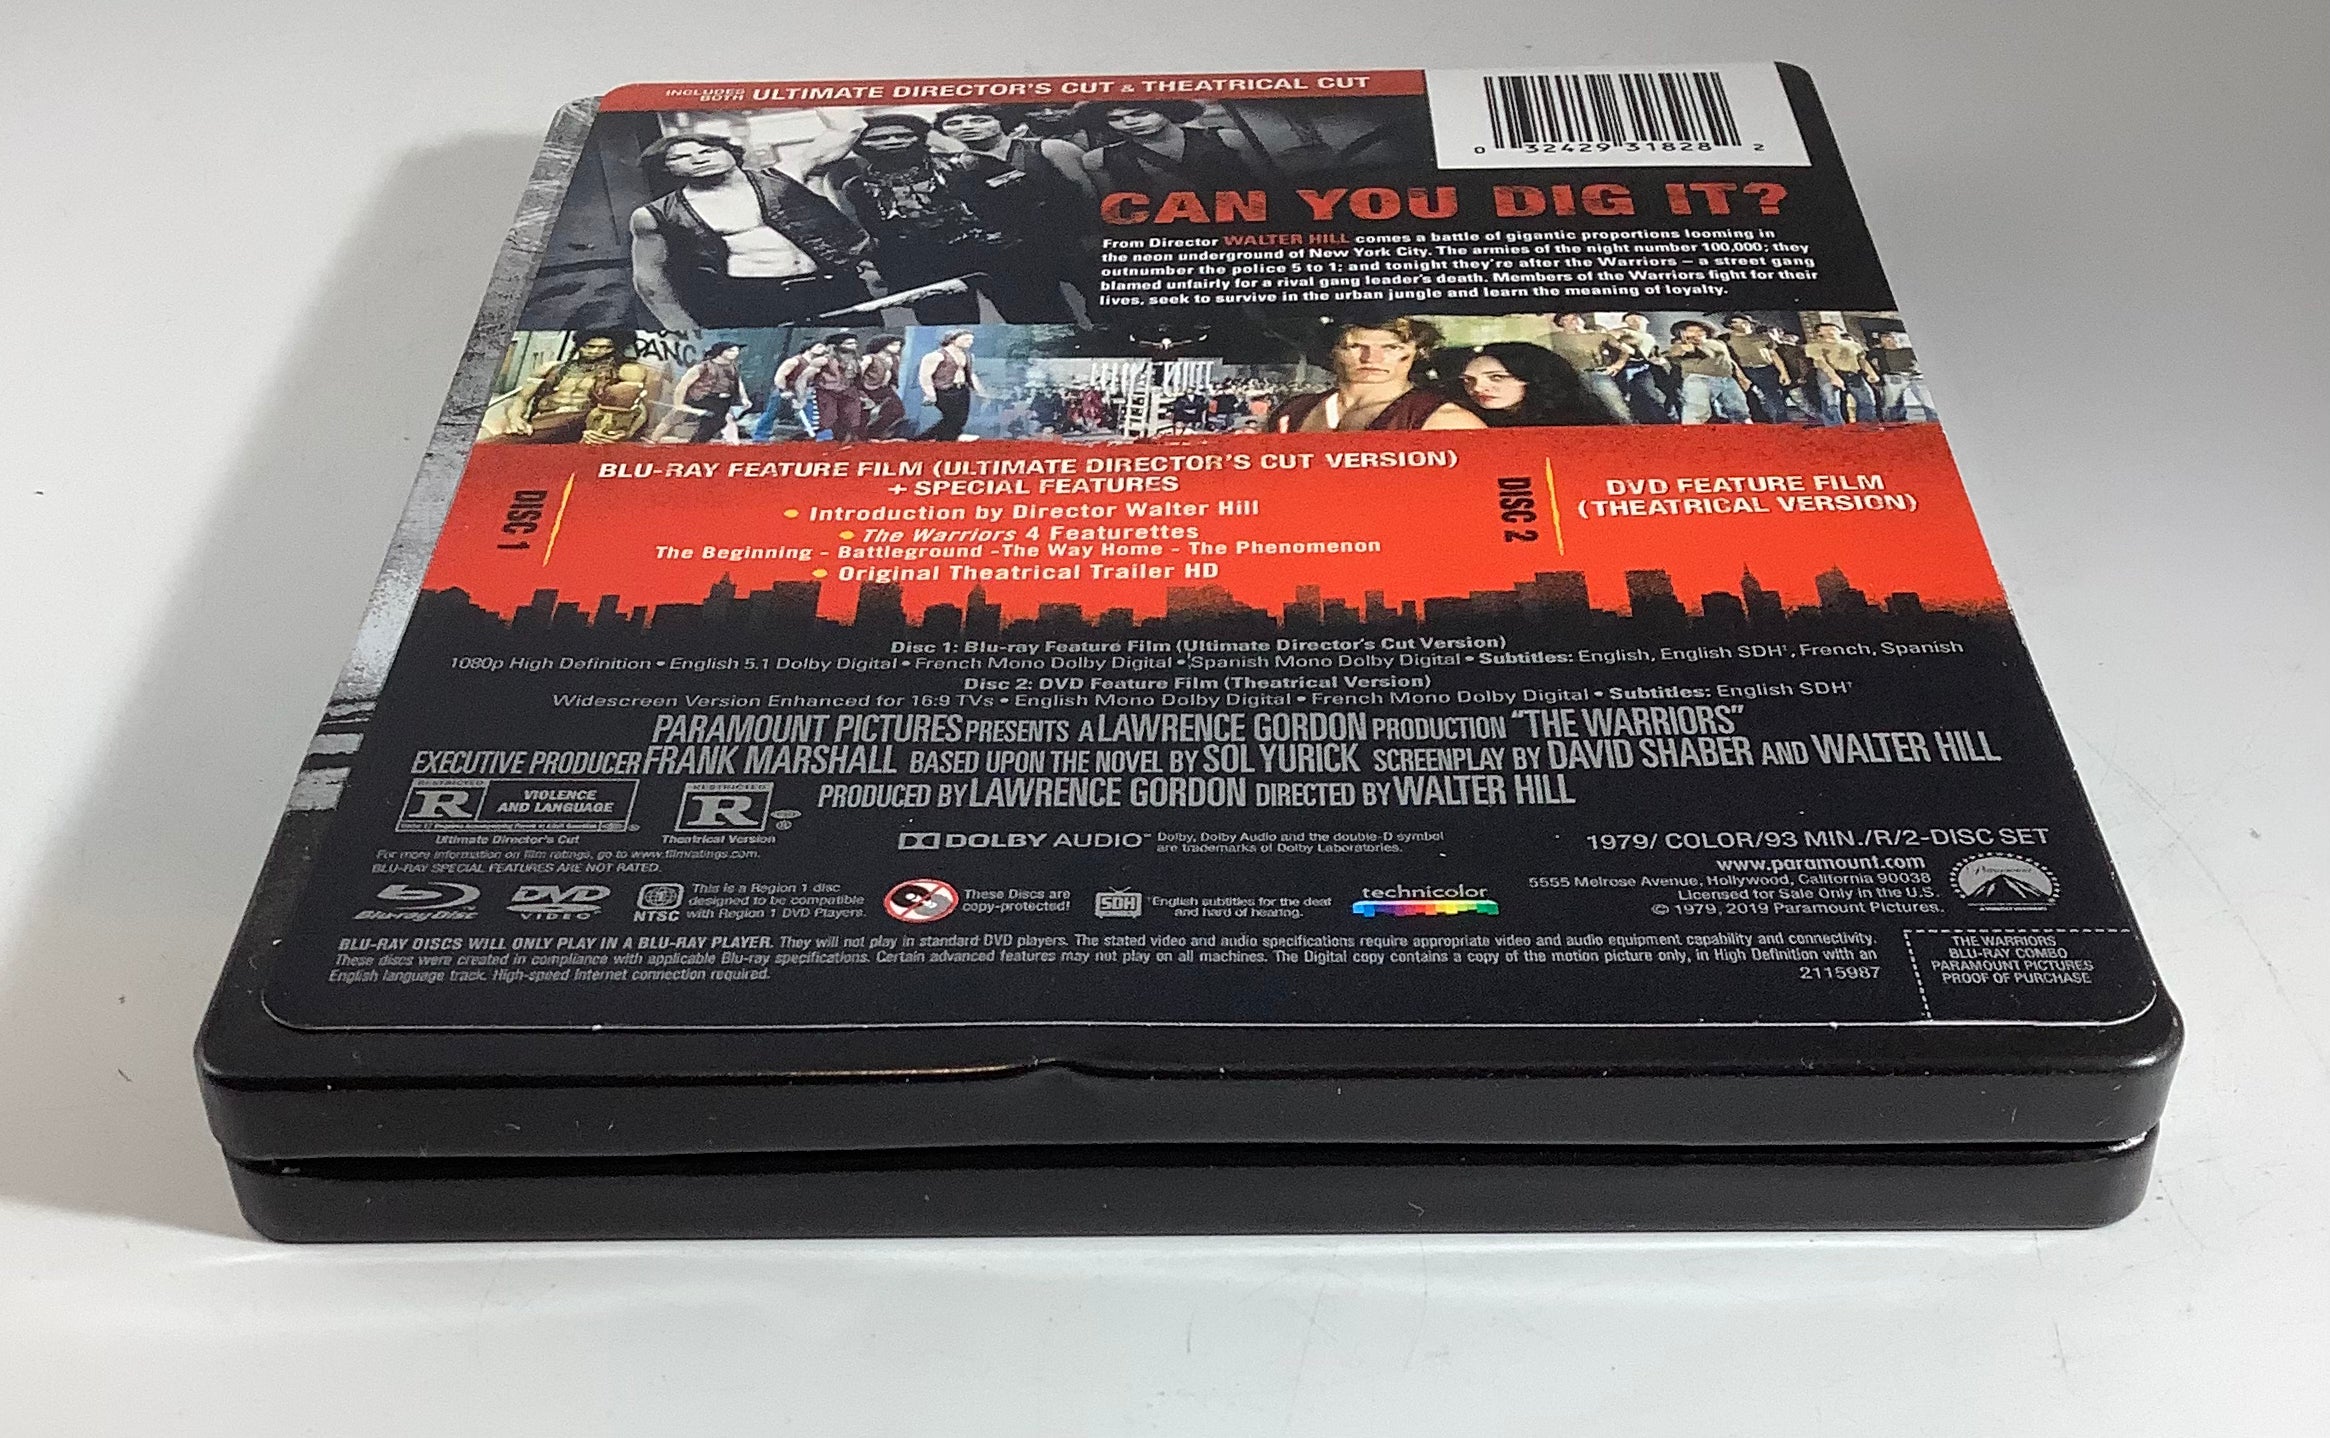 INCLUDES BOTH ULTIMATE DIRECTOR'S CUT & THEATRICAL CUT
0 32429 31828 2
CAN YOU DIG IT?
From Director WALTER HILL comes a battle of gigantic proportions looming in
the neon underground of New York City. The armies of the night number 100,000; they
outnumber the police 5 to 1; and tonight they're after the Warriors – a street gang
blamed unfairly for a rival gang leader's death. Members of the Warriors fight for their
lives, seek to survive in the urban jungle and learn the meaning of loyalty.
PANC
DISC 1
BLU-RAY FEATURE FILM (ULTIMATE DIRECTOR'S CUT VERSION)
+ SPECIAL FEATURES
• Introduction by Director Walter Hill
• The Warriors 4 Featurettes
The Beginning - Battleground -The Way Home - The Phenomenon
• Original Theatrical Trailer HD
DISC 2
DVD FEATURE FILM
(THEATRICAL VERSION)
Disc 1: Blu-ray Feature Film (Ultimate Director's Cut Version)
1080p High Definition • English 5.1 Dolby Digital • French Mono Dolby Digital • Spanish Mono Dolby Digital • Subtitles: English, English SDH†, French, Spanish
Disc 2: DVD Feature Film (Theatrical Version)
Widescreen Version Enhanced for 16:9 TVs • English Mono Dolby Digital • French Mono Dolby Digital • Subtitles: English SDH†
PARAMOUNT PICTURES PRESENTS A LAWRENCE GORDON PRODUCTION "THE WARRIORS"
EXECUTIVE PRODUCER FRANK MARSHALL BASED UPON THE NOVEL BY SOL YURICK SCREENPLAY BY DAVID SHABER AND WALTER HILL
PRODUCED BY LAWRENCE GORDON DIRECTED BY WALTER HILL
RESTRICTED
R
VIOLENCE
AND LANGUAGE
Ultimate Director's Cut
RESTRICTED
R
Theatrical Version
For more information on film ratings, go to www.filmratings.com.
BLU-RAY SPECIAL FEATURES ARE NOT RATED.
DOLBY AUDIO™
Dolby, Dolby Audio and the double-D symbol
are trademarks of Dolby Laboratories.
1979/ COLOR/93 MIN./R/2-DISC SET
www.paramount.com
5555 Melrose Avenue, Hollywood, California 90038
Licensed for Sale Only in the U.S.
© 1979, 2019 Paramount Pictures.
Paramount
Blu-ray Disc
DVD
VIDEO
NTSC
This is a Region 1 disc
designed to be compatible
with Region 1 DVD Players.
These Discs are
copy-protected!
SDH
†English subtitles for the deaf
and hard of hearing.
technicolor
BLU-RAY DISCS WILL ONLY PLAY IN A BLU-RAY PLAYER. They will not play in standard DVD players. The stated video and audio specifications require appropriate video and audio equipment capability and connectivity.
These discs were created in compliance with applicable Blu-ray specifications. Certain advanced features may not play on all machines. The Digital copy contains a copy of the motion picture only, in High Definition with an
English language track. High-speed Internet connection required.
2115987
THE WARRIORS
BLU-RAY COMBO
PARAMOUNT PICTURES
PROOF OF PURCHASE